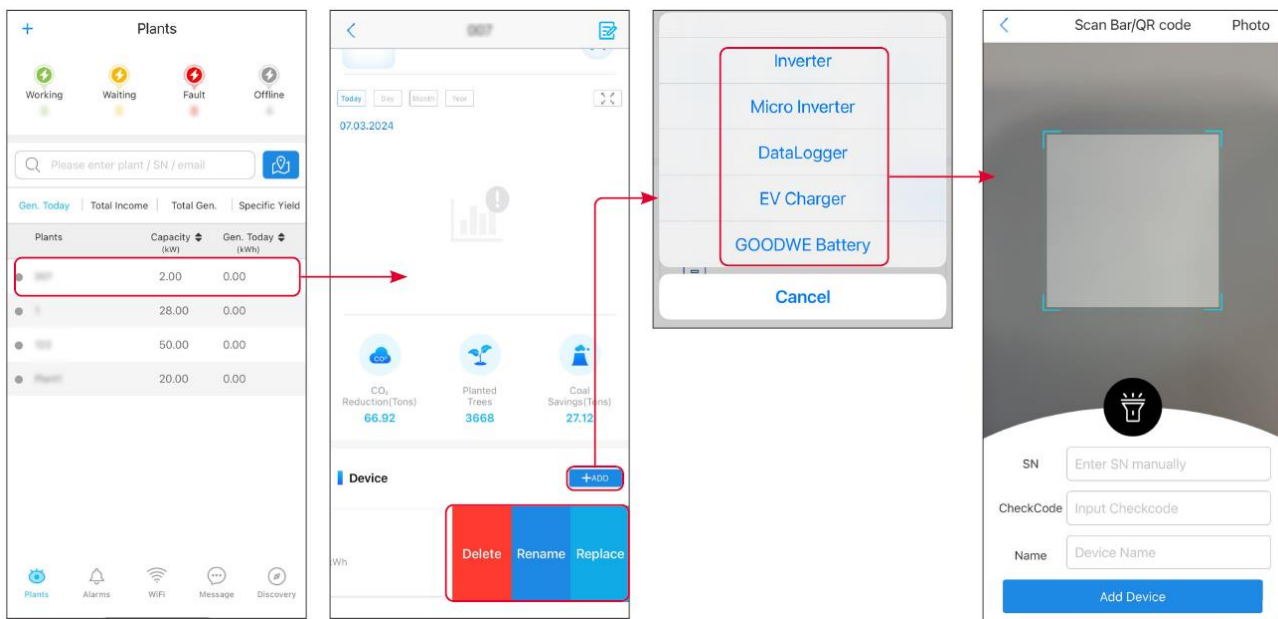 Plants
Working
Waiting
Fault
Offline
Please enter plant / SN / email
Gen. Today
Total Income
Total Gen.
Specific Yield
Plants
Capacity
(kW)
Gen. Today
(kWh)
2.00 0.00
28.00 0.00
50.00 0.00
20.00 0.00
Plants
Alarms
WiFi
Message
Discovery
007
Today
Day
Month
Year
07.03.2024
CO₂
Reduction(Tons)
66.92
Planted
Trees
3668
Coal
Savings(Tons)
27.12
Device
+ADD
Wh
Delete
Rename
Replace
Inverter
Micro Inverter
DataLogger
EV Charger
GOODWE Battery
Cancel
Scan Bar/QR code
Photo
SN
Enter SN manually
CheckCode
Input Checkcode
Name
Device Name
Add Device